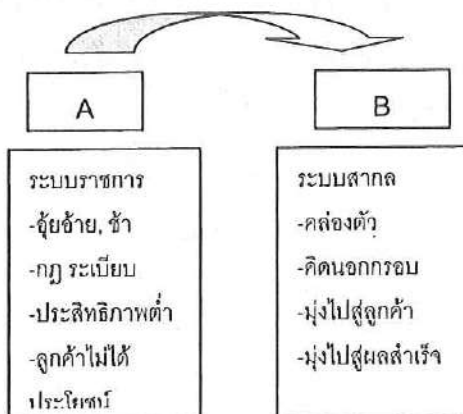 A
B
ระบบราชการ
-อุ้ยอ้าย, ช้า
-กฎ ระเบียบ
-ประสิทธิภาพต่ำ
-ลูกค้าไม่ได้
ประโยชน์
ระบบสากล
-คล่องตัว
-คิดนอกกรอบ
-มุ่งไปสู่ลูกค้า
-มุ่งไปสู่ผลสำเร็จ